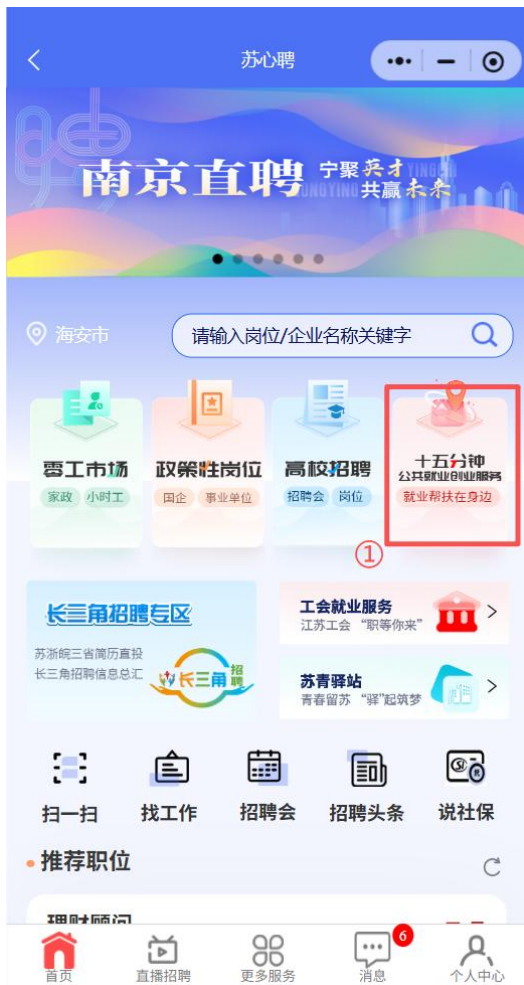 苏心聘
南京直聘
宁聚英才
共赢未来
海安市
请输入岗位/企业名称关键字
零工市场
家政 小时工
政策性岗位
国企 事业单位
高校招聘
招聘会 岗位
十五分钟
公共就业创业服务
就业帮扶在身边
①
长三角招聘专区
苏浙皖三省简历直投
长三角招聘信息总汇
长三角招聘
工会就业服务
江苏工会 “职等你来”
苏青驿站
青春留苏 “驿”起筑梦
扫一扫
找工作
招聘会
招聘头条
说社保
推荐职位
理财顾问
6
首页
直播招聘
更多服务
消息
个人中心